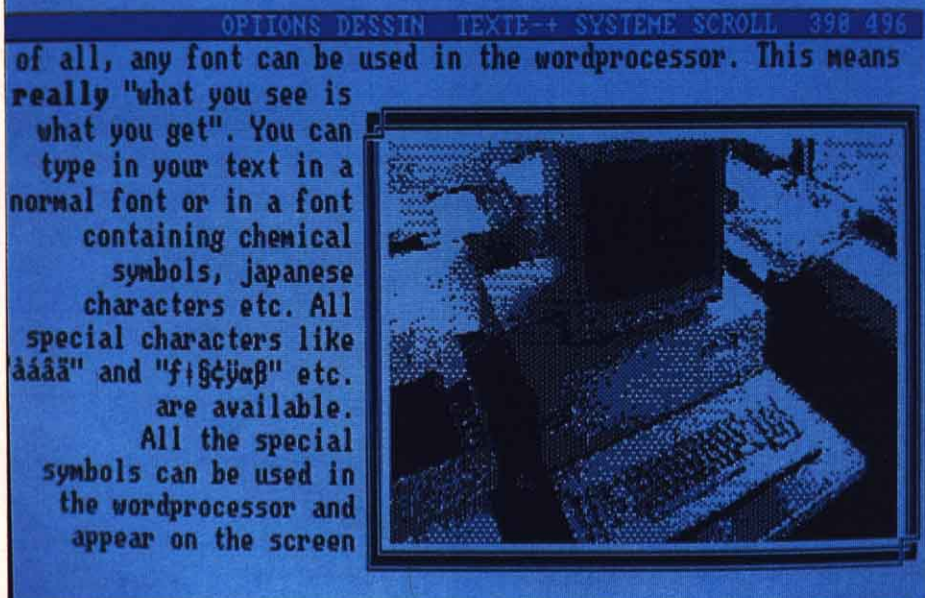 OPTIONS DESSIN TEXTE-+ SYSTEME SCROLL 390 496
of all, any font can be used in the wordprocessor. This means
really "what you see is
what you get". You can
type in your text in a
normal font or in a font
containing chemical
symbols, japanese
characters etc. All
special characters like
"àáâä" and "ƒ¡§¢ÿαβ" etc.
are available.
All the special
symbols can be used in
the wordprocessor and
appear on the screen